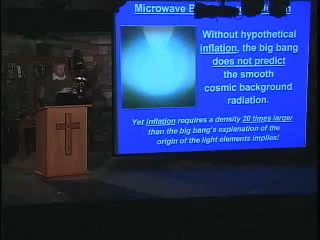 Microwave
Without hypothetical
inflation, the big bang
does not predict
the smooth
cosmic background
radiation.
Yet inflation requires a density 20 times larger
than the big bang's explanation of the
origin of the light elements implies!